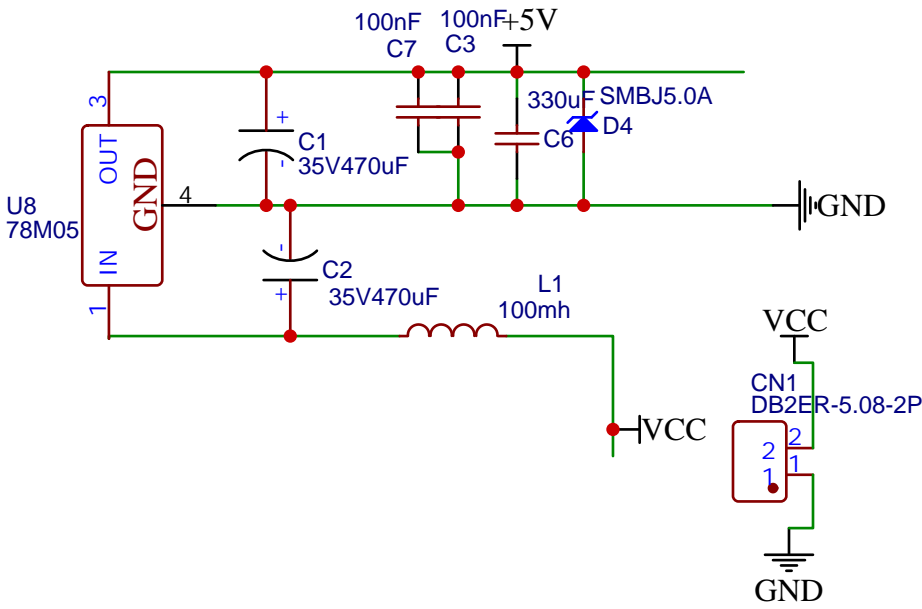 100nF
C7
100nF
C3
+5V
3
OUT
GND
IN
1
4
U8
78M05
+
C1
-
35V470uF
330uF
C6
SMBJ5.0A
D4
GND
-
C2
+
35V470uF
L1
100mh
VCC
VCC
CN1
DB2ER-5.08-2P
2
2
1
1
GND